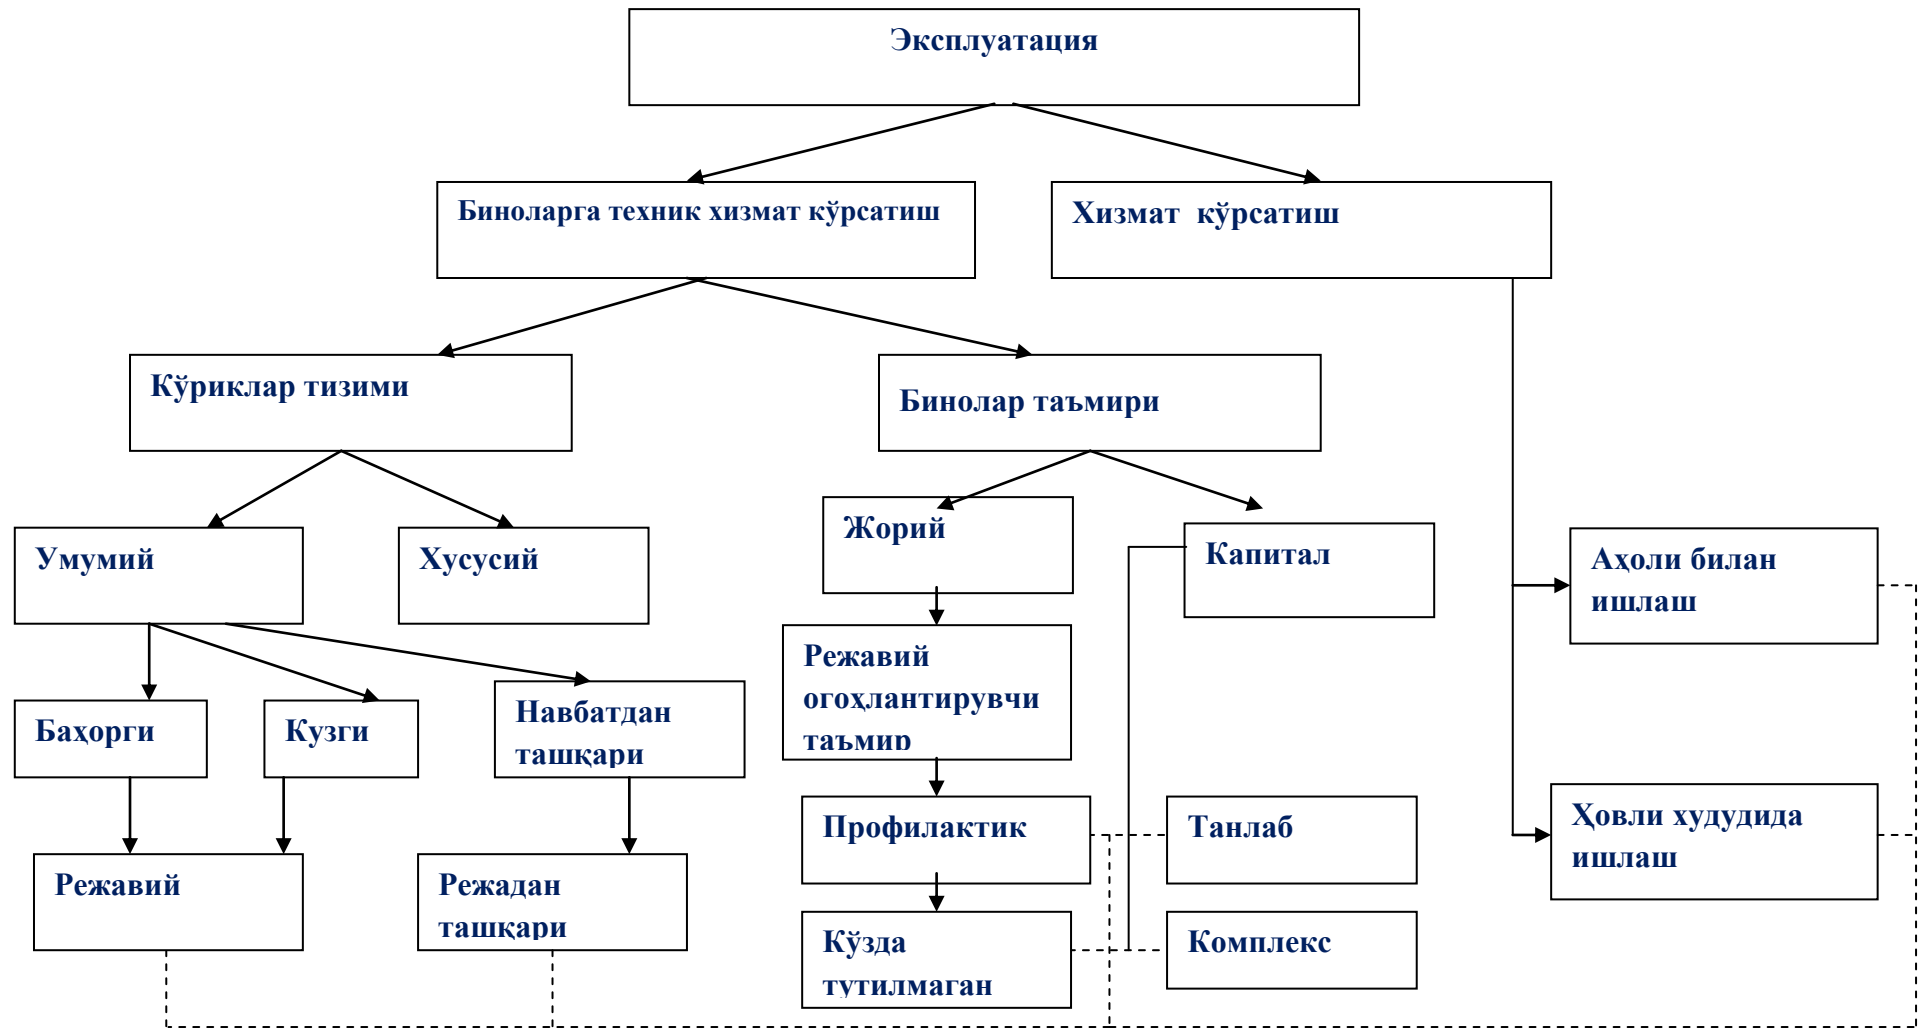 Эксплуатация
Биноларга техник хизмат кўрсатиш
Хизмат кўрсатиш
Кўриклар тизими
Бинолар таъмири
Умумий
Хусусий
Жорий
Капитал
Аҳоли билан
ишлаш
Режавий
огоҳлантирувчи
таъмир
Баҳорги
Кузги
Навбатдан
ташқари
Профилактик
Танлаб
Ҳовли худудида
ишлаш
Режавий
Режадан
ташқари
Кўзда
тутилмаган
Комплекс